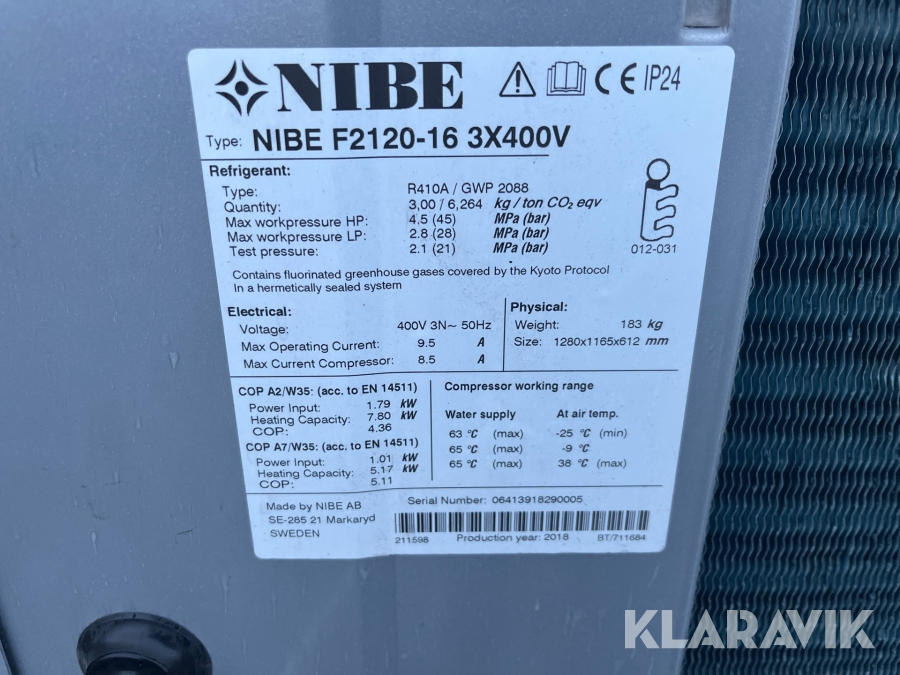 NIBE CE IP24
Type: NIBE F2120-16 3X400V
Refrigerant:
Type: R410A / GWP 2088
Quantity: 3,00 / 6,264 kg / ton CO₂ eqv
Max workpressure HP: 4.5 (45) MPa (bar)
Max workpressure LP: 2.8 (28) MPa (bar)
Test pressure: 2.1 (21) MPa (bar)
012-031
Contains fluorinated greenhouse gases covered by the Kyoto Protocol
In a hermetically sealed system
Electrical:
Voltage: 400V 3N~ 50Hz
Max Operating Current: 9.5 A
Max Current Compressor: 8.5 A
Physical:
Weight: 183 kg
Size: 1280x1165x612 mm
COP A2/W35: (acc. to EN 14511)
Power Input: 1.79 kW
Heating Capacity: 7.80 kW
COP: 4.36
COP A7/W35: (acc. to EN 14511)
Power Input: 1.01 kW
Heating Capacity: 5.17 kW
COP: 5.11
Compressor working range
Water supply At air temp.
63 °C (max) -25 °C (min)
65 °C (max) -9 °C
65 °C (max) 38 °C (max)
Made by NIBE AB
SE-285 21 Markaryd
SWEDEN
Serial Number: 06413918290005
211598 Production year: 2018 BT/711684
KLARAVIK